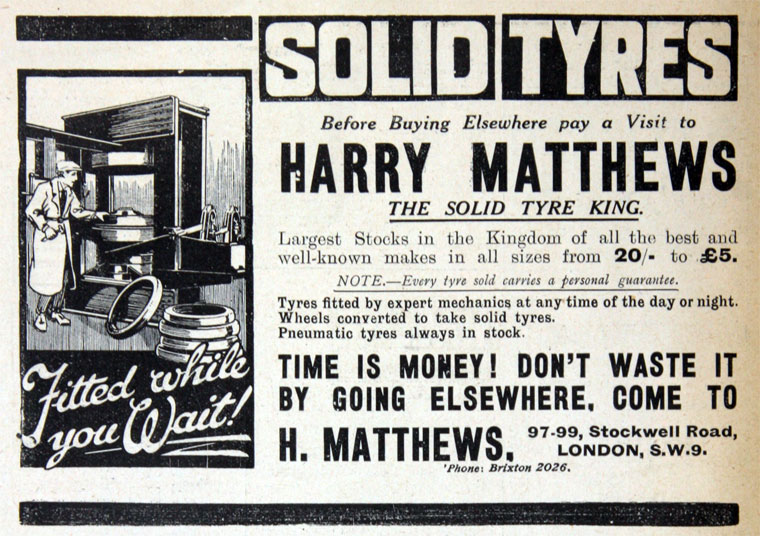 SOLID TYRES
Before Buying Elsewhere pay a Visit to
HARRY MATTHEWS
THE SOLID TYRE KING.
Largest Stocks in the Kingdom of all the best and
well-known makes in all sizes from 20/- to £5.
NOTE.—Every tyre sold carries a personal guarantee.
Tyres fitted by expert mechanics at any time of the day or night.
Wheels converted to take solid tyres.
Pneumatic tyres always in stock.
TIME IS MONEY! DON'T WASTE IT
BY GOING ELSEWHERE, COME TO
H. MATTHEWS,
97-99, Stockwell Road,
LONDON, S.W.9.
'Phone: Brixton 2026.
Fitted while
you Wait!